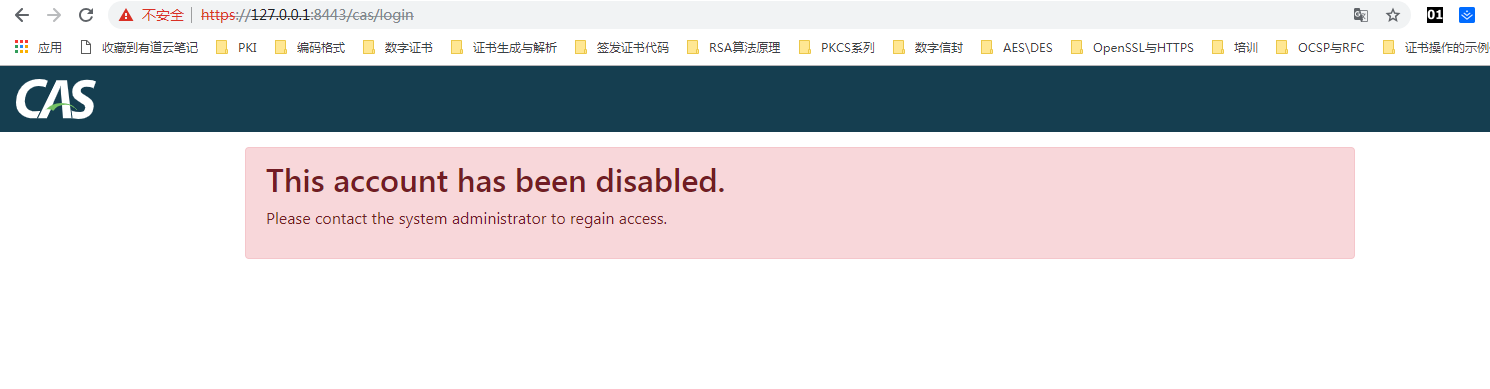 不安全 https://127.0.0.1:8443/cas/login
应用 收藏到有道云笔记 PKI 编码格式 数字证书 证书生成与解析 签发证书代码 RSA算法原理 PKCS系列 数字信封 AES\DES OpenSSL与HTTPS 培训 OCSP与RFC 证书操作的示例
CAS
This account has been disabled.
Please contact the system administrator to regain access.
01